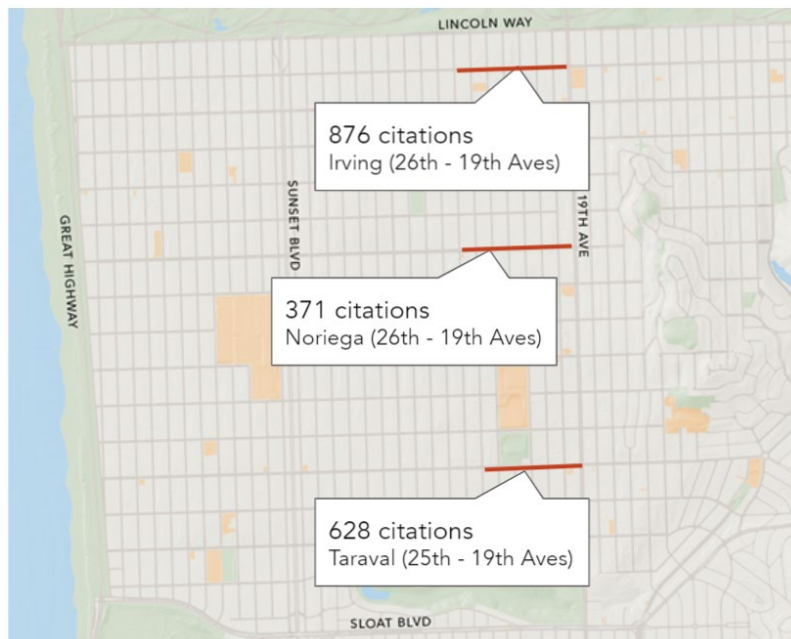 LINCOLN WAY
876 citations
Irving (26th - 19th Aves)
GREAT HIGHWAY
SUNSET BLVD
19TH AVE
371 citations
Noriega (26th - 19th Aves)
628 citations
Taraval (25th - 19th Aves)
SLOAT BLVD